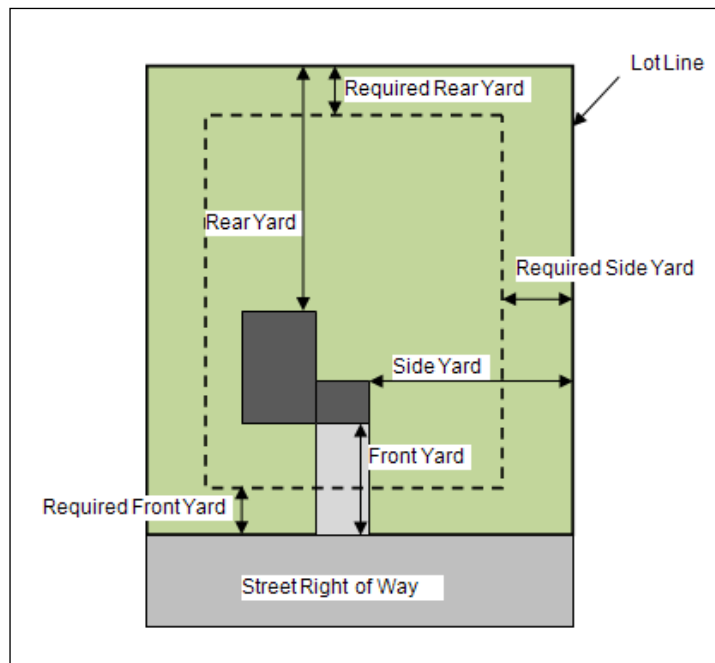 Lot Line
Required Rear Yard
Rear Yard
Required Side Yard
Side Yard
Front Yard
Required Front Yard
Street Right of Way